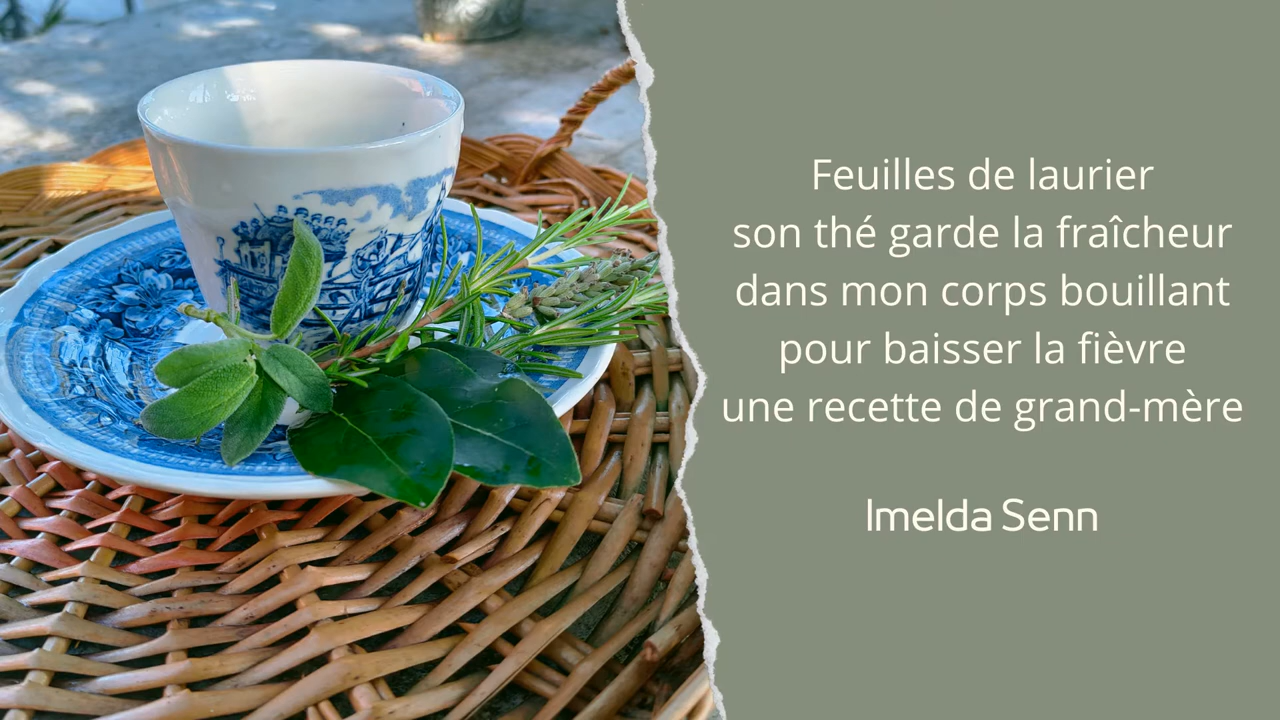 Feuilles de laurier
son thé garde la fraîcheur
dans mon corps bouillant
pour baisser la fièvre
une recette de grand-mère
Imelda Senn